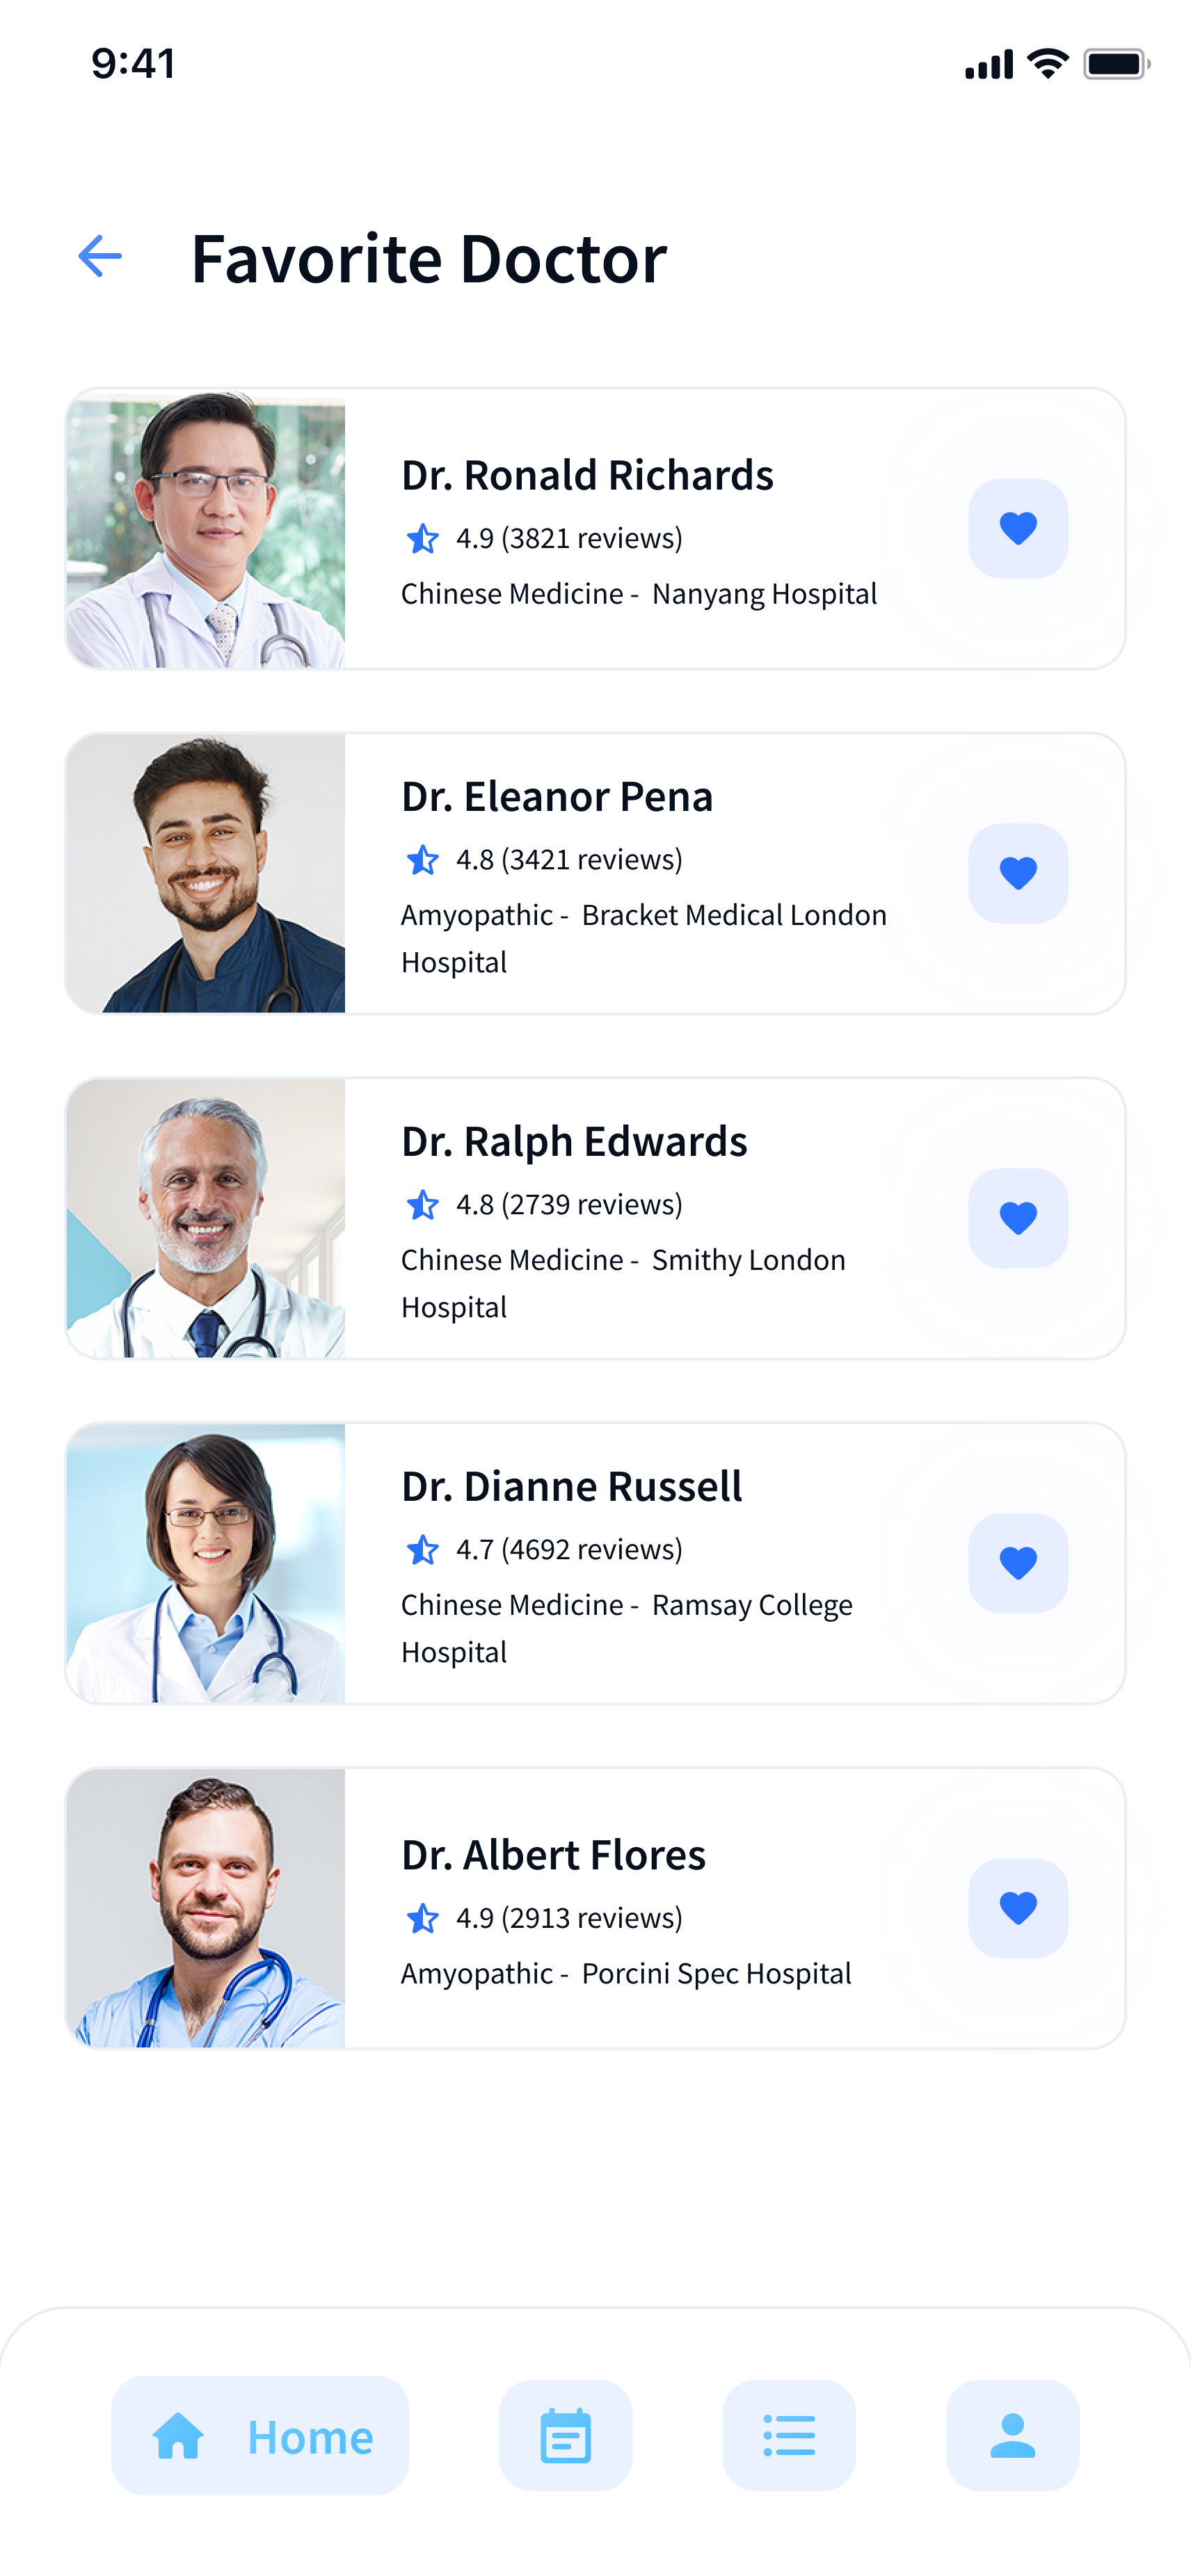 9:41
Favorite Doctor
Dr. Ronald Richards
4.9 (3821 reviews)
Chinese Medicine - Nanyang Hospital
Dr. Eleanor Pena
4.8 (3421 reviews)
Amyopathic - Bracket Medical London
Hospital
Dr. Ralph Edwards
4.8 (2739 reviews)
Chinese Medicine - Smithy London
Hospital
Dr. Dianne Russell
4.7 (4692 reviews)
Chinese Medicine - Ramsay College
Hospital
Dr. Albert Flores
4.9 (2913 reviews)
Amyopathic - Porcini Spec Hospital
Home